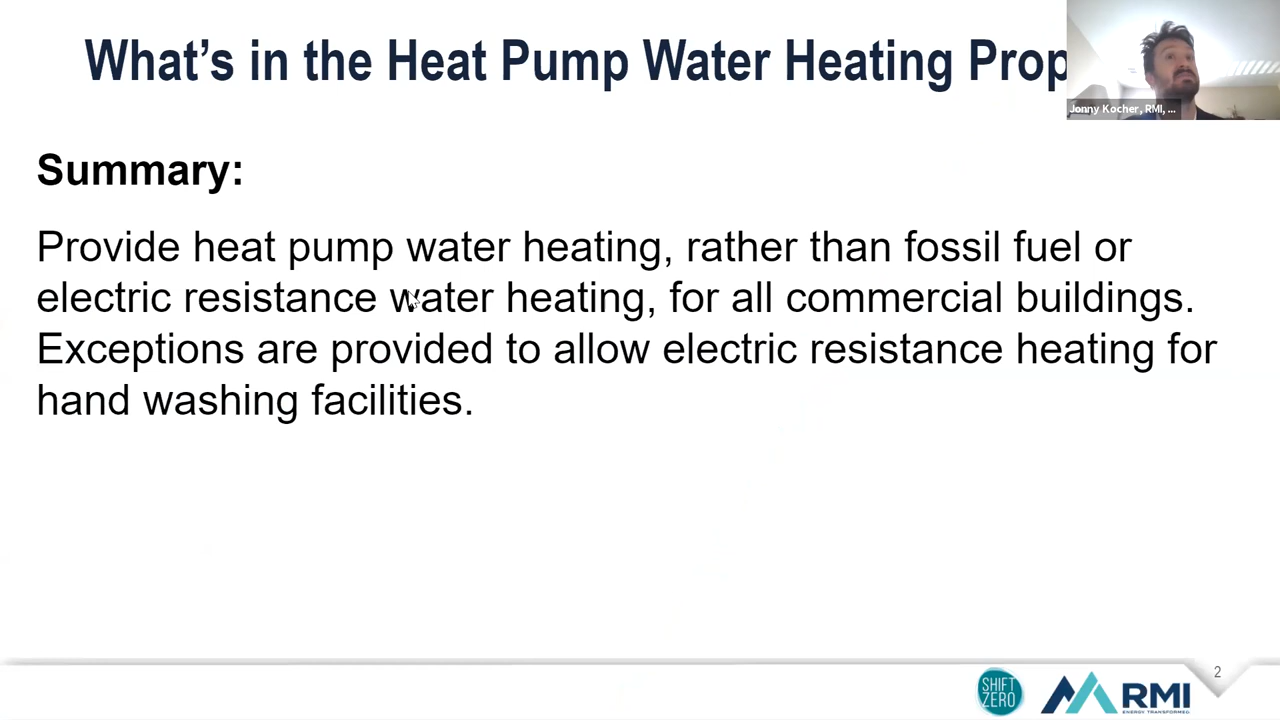 What's in the Heat Pump Water Heating Prop
Jonny Kocher, RMI, ...
Summary:
Provide heat pump water heating, rather than fossil fuel or
electric resistance water heating, for all commercial buildings.
Exceptions are provided to allow electric resistance heating for
hand washing facilities.
2
SHIFT
ZERO
RMI
ENERGY TRANSFORMED